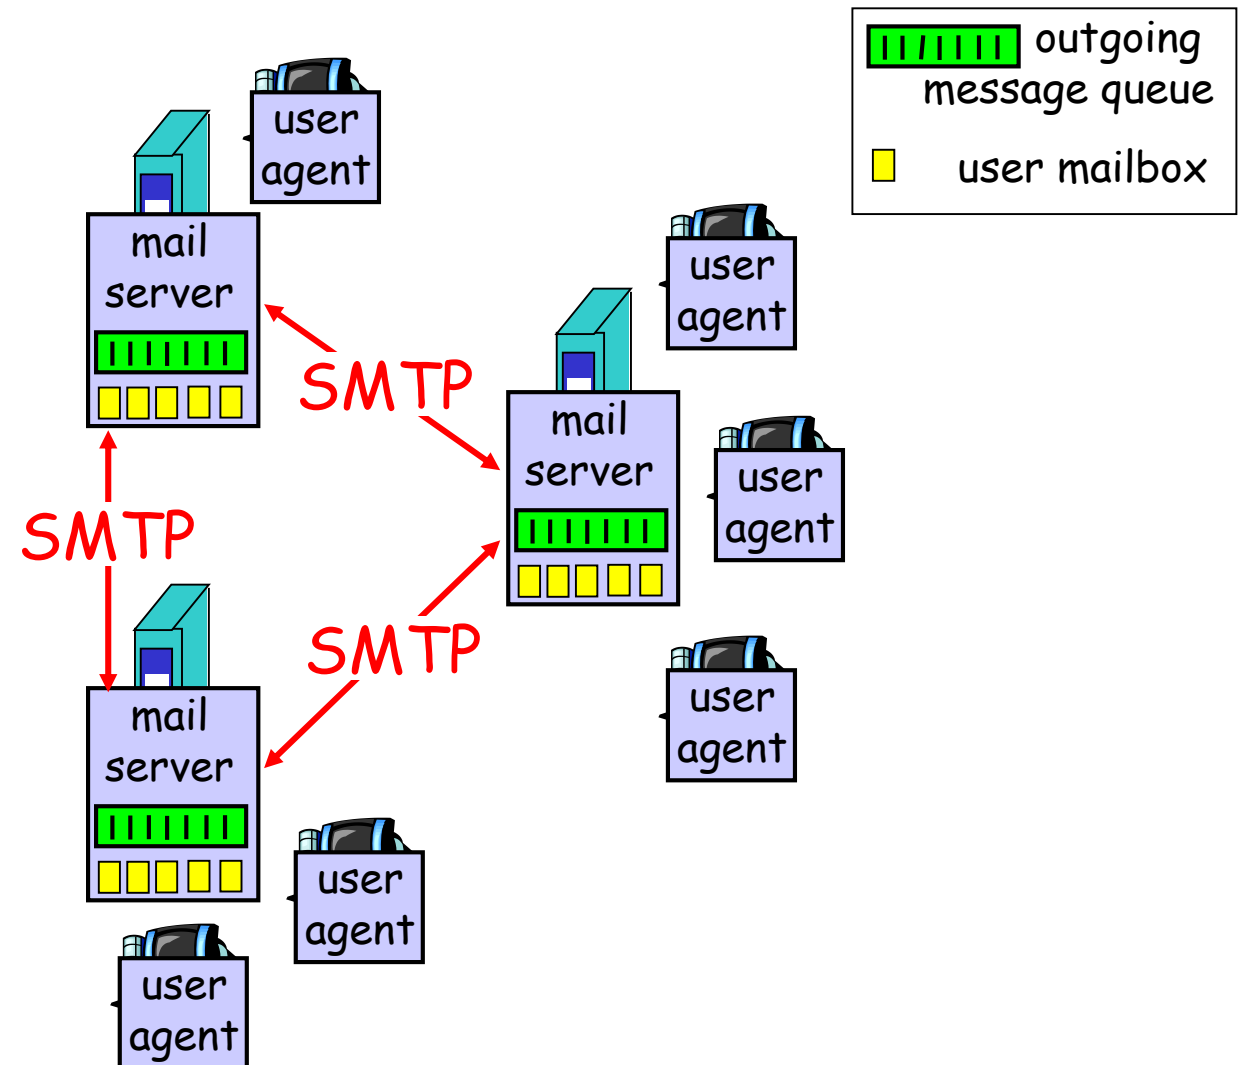 outgoing
message queue
user mailbox
user
agent
mail
server
user
agent
SMTP
mail
server
user
agent
SMTP
SMTP
user
agent
mail
server
user
agent
user
agent